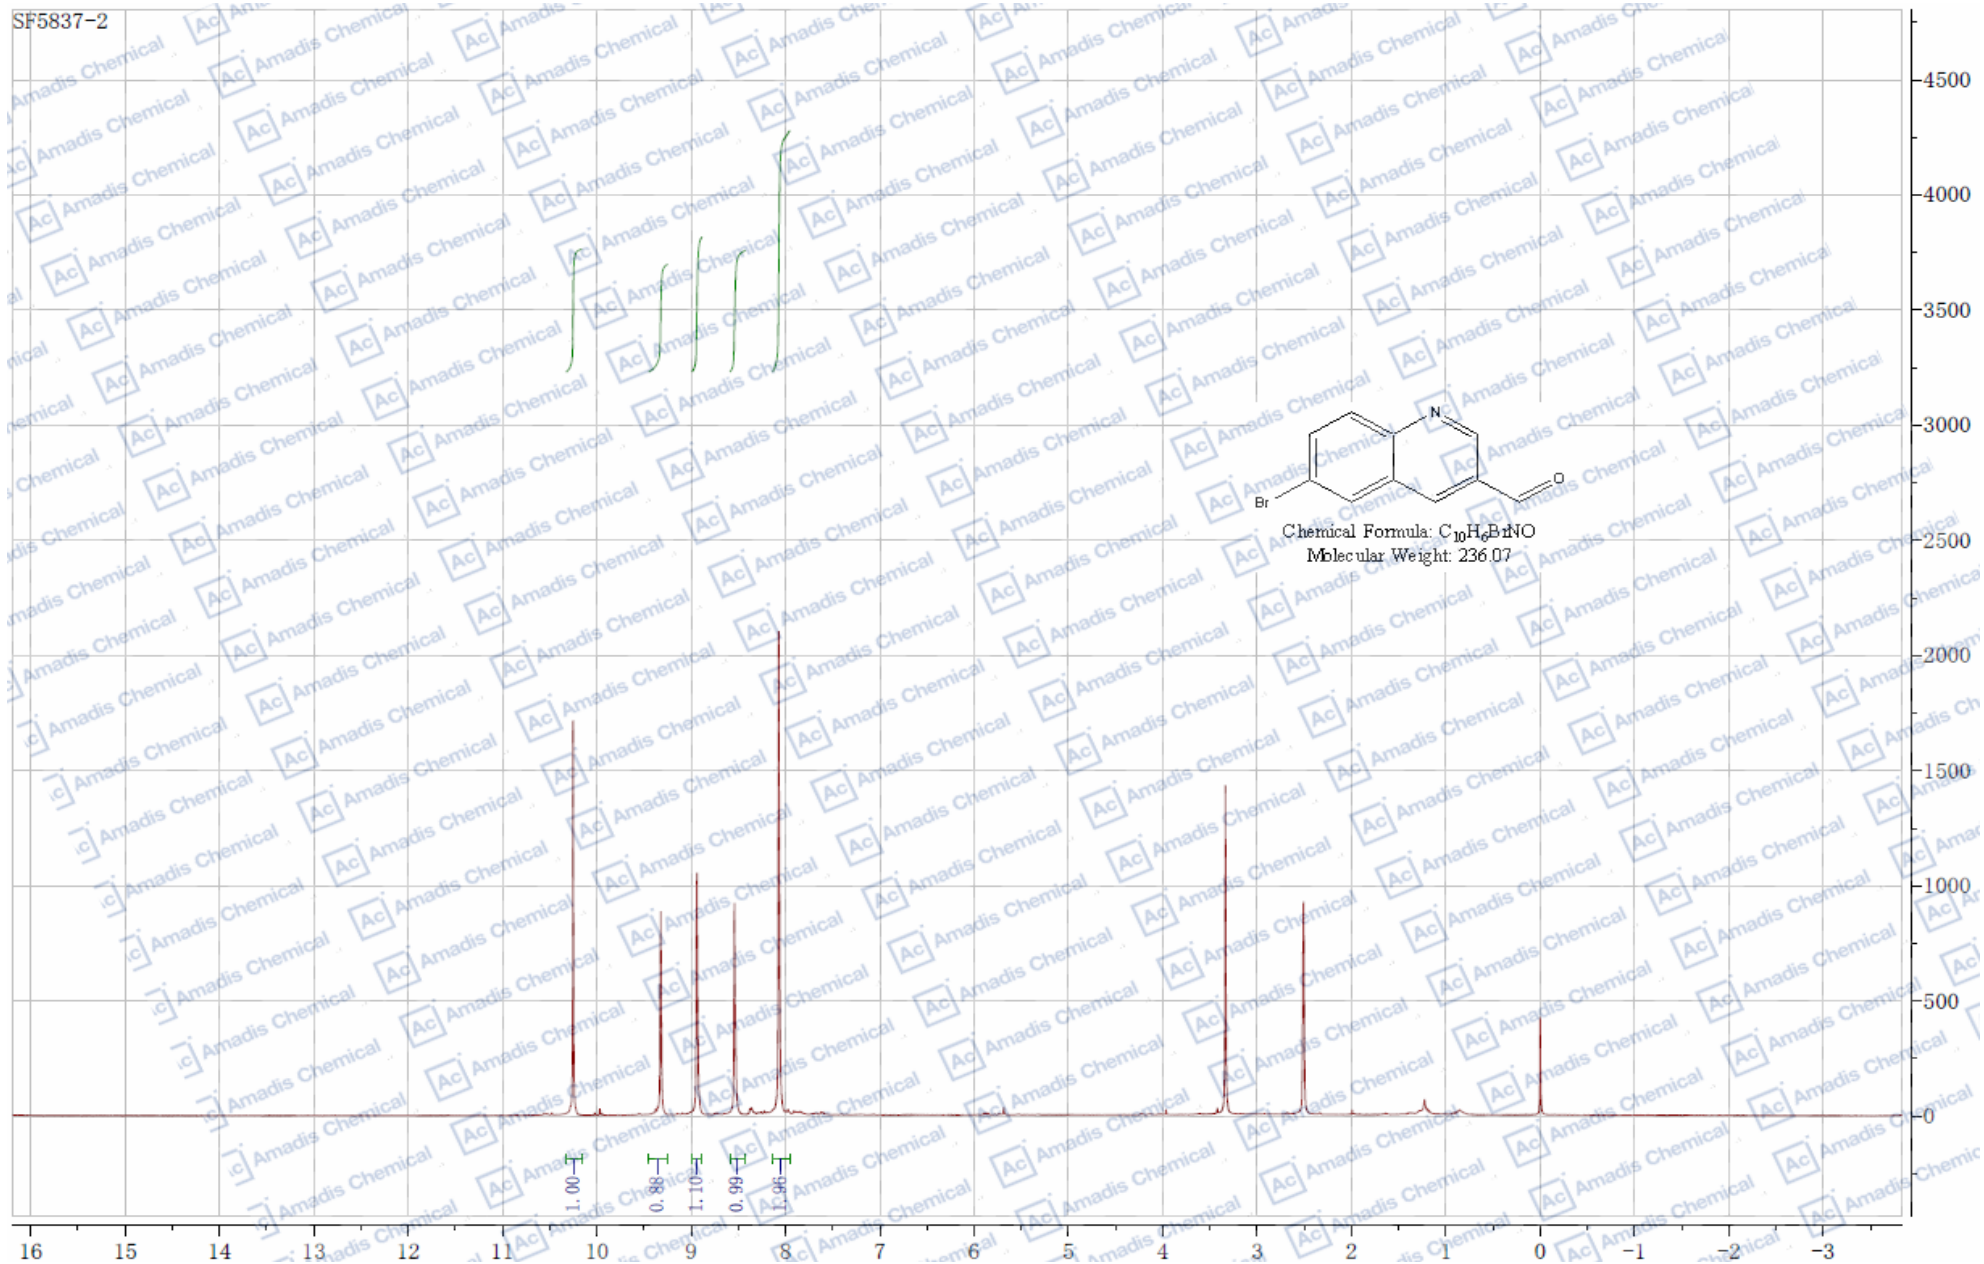 SF5837-2
4500
4000
3500
3000
2500
2000
1500
1000
500
0
N
O
Br
Chemical Formula: C10H6BrNO
Molecular Weight: 236.07
1.00
0.88
1.10
0.99
1.96
16 15 14 13 12 11 10 9 8 7 6 5 4 3 2 1 0 -1 -2 -3
Ac Amadis Chemical